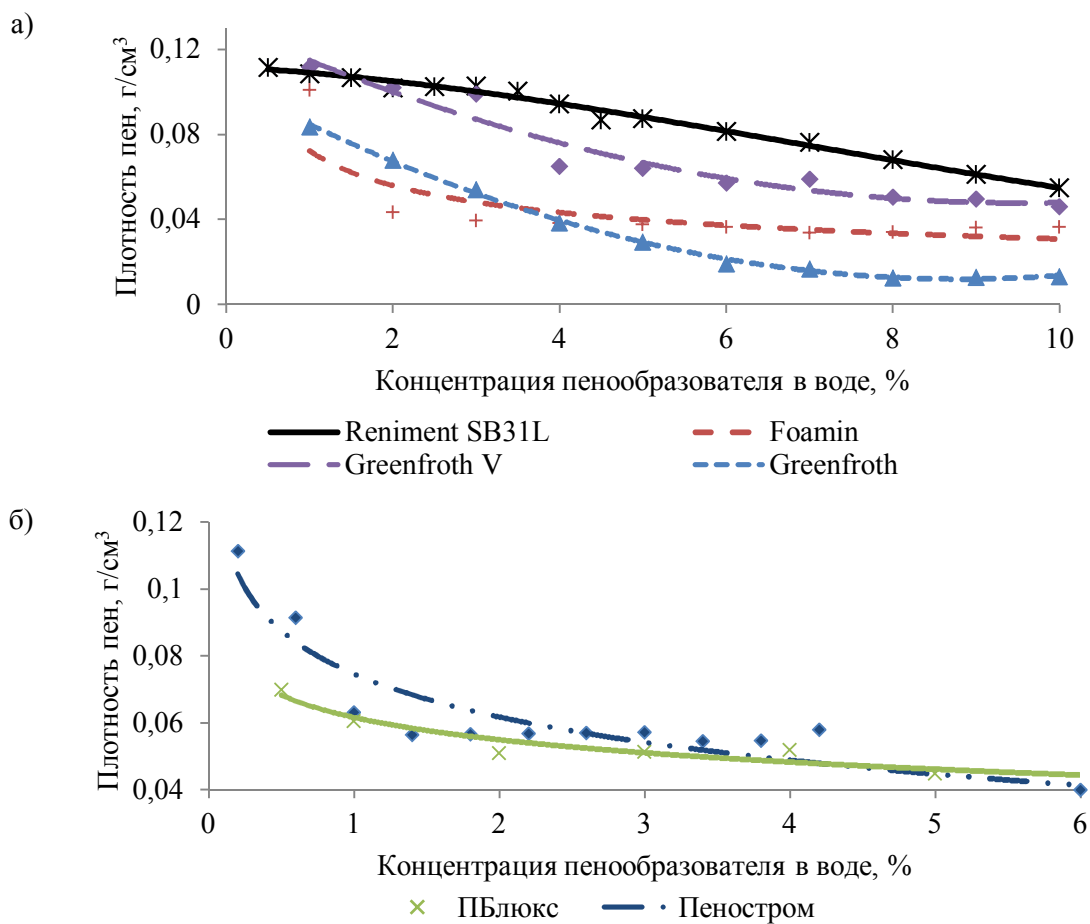 а)
Плотность пен, г/см³
0,12
0,08
0,04
0
0 2 4 6 8 10
Концентрация пенообразователя в воде, %
Reniment SB31L Foamin
Greenfroth V Greenfroth
б)
Плотность пен, г/см³
0,12
0,1
0,08
0,06
0,04
0 1 2 3 4 5 6
Концентрация пенообразователя в воде, %
ПБлюкс Пеностром